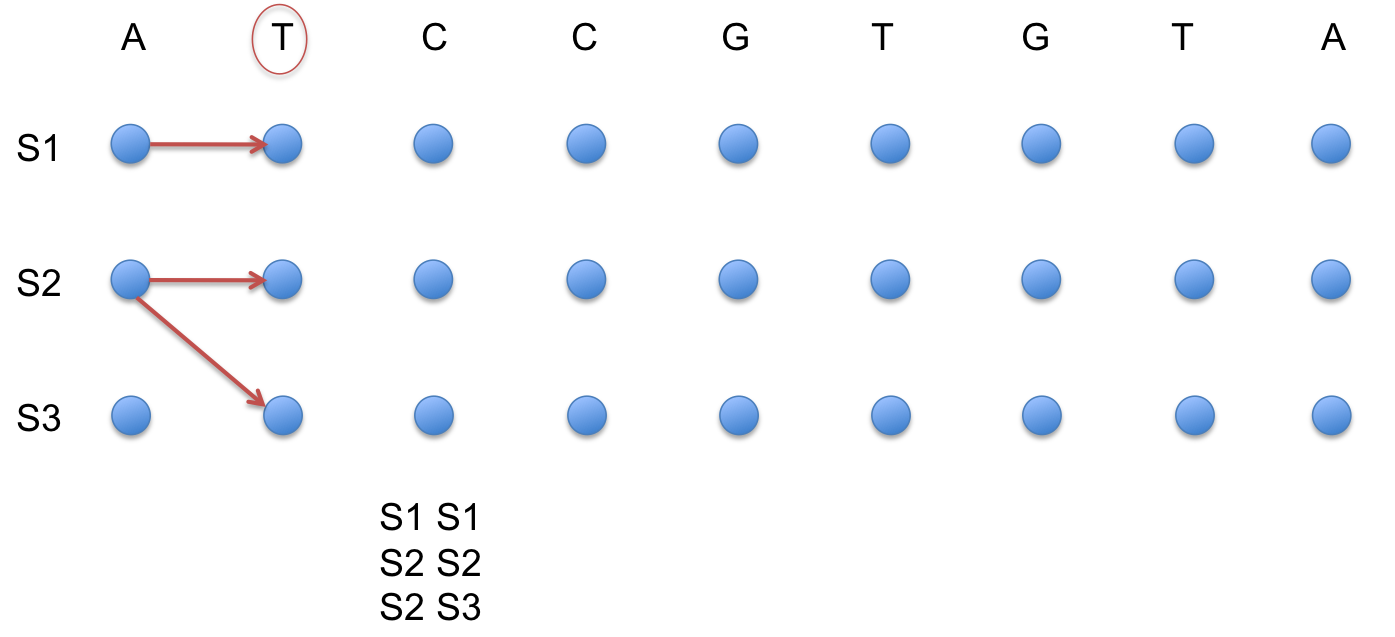 A T C C G T G T A
S1
S2
S3
S1 S1
S2 S2
S2 S3